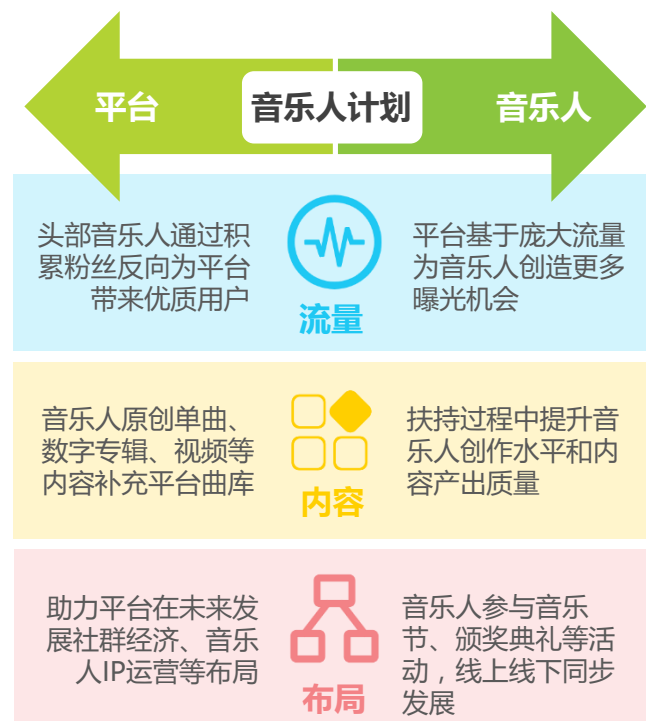 平台
音乐人计划
音乐人
头部音乐人通过积
累粉丝反向为平台
带来优质用户
流量
平台基于庞大流量
为音乐人创造更多
曝光机会
音乐人原创单曲、
数字专辑、视频等
内容补充平台曲库
内容
扶持过程中提升音
乐人创作水平和内
容产出质量
助力平台在未来发
展社群经济、音乐
人IP运营等布局
布局
音乐人参与音乐
节、颁奖典礼等活
动，线上线下同步
发展